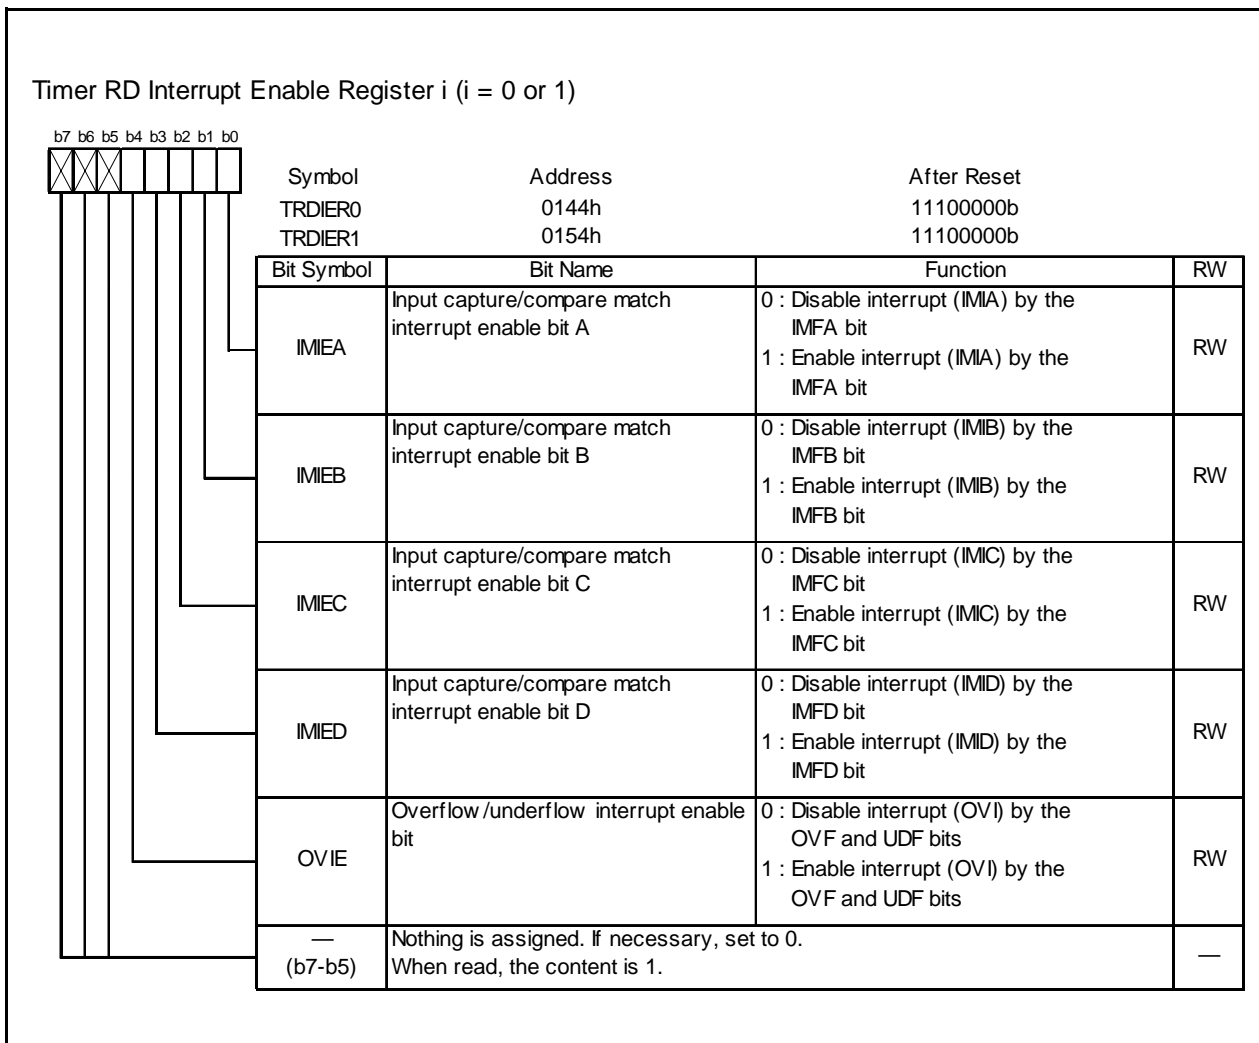 Timer RD Interrupt Enable Register i (i = 0 or 1)
b7 b6 b5 b4 b3 b2 b1 b0
Symbol Address After Reset
TRDIER0 0144h 11100000b
TRDIER1 0154h 11100000b
Bit Symbol Bit Name Function RW
IMIEA
Input capture/compare match
interrupt enable bit A
0 : Disable interrupt (IMIA) by the
IMFA bit
1 : Enable interrupt (IMIA) by the
IMFA bit
RW
IMIEB
Input capture/compare match
interrupt enable bit B
0 : Disable interrupt (IMIB) by the
IMFB bit
1 : Enable interrupt (IMIB) by the
IMFB bit
RW
IMIEC
Input capture/compare match
interrupt enable bit C
0 : Disable interrupt (IMIC) by the
IMFC bit
1 : Enable interrupt (IMIC) by the
IMFC bit
RW
IMIED
Input capture/compare match
interrupt enable bit D
0 : Disable interrupt (IMID) by the
IMFD bit
1 : Enable interrupt (IMID) by the
IMFD bit
RW
OVIE
Overflow/underflow interrupt enable
bit
0 : Disable interrupt (OVI) by the
OVF and UDF bits
1 : Enable interrupt (OVI) by the
OVF and UDF bits
RW
—
(b7-b5)
Nothing is assigned. If necessary, set to 0.
When read, the content is 1.
—